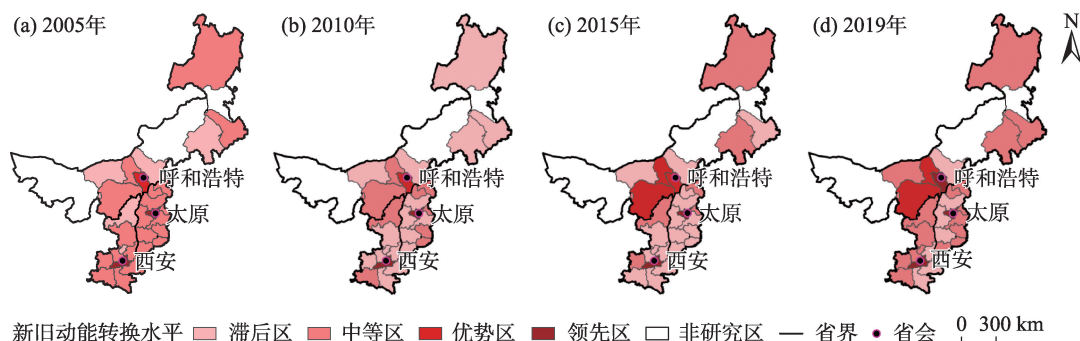 (a) 2005年
(b) 2010年
(c) 2015年
(d) 2019年
N
呼和浩特
太原
西安
呼和浩特
太原
西安
呼和浩特
太原
西安
呼和浩特
太原
西安
新旧动能转换水平 滞后区 中等区 优势区 领先区 非研究区 省界 省会 0 300 km